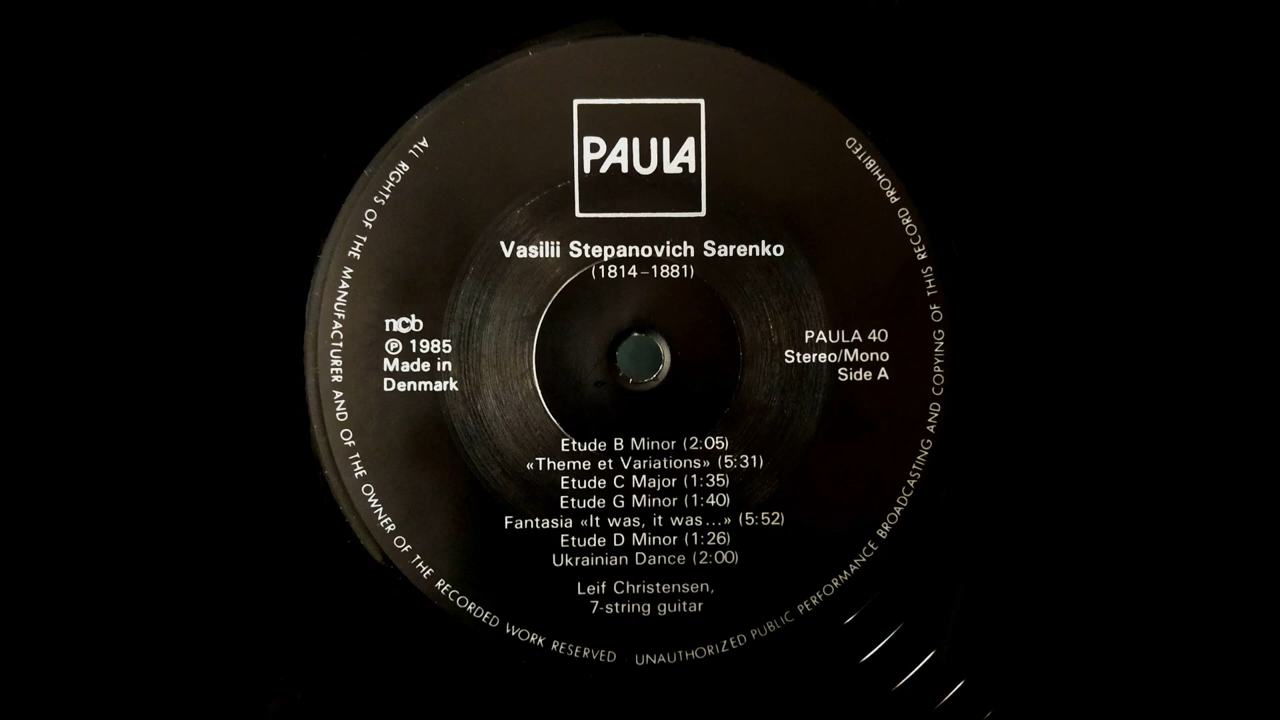 PAULA
Vasilii Stepanovich Sarenko
(1814–1881)
ncb
℗ 1985
Made in
Denmark
PAULA 40
Stereo/Mono
Side A
Etude B Minor (2:05)
«Theme et Variations» (5:31)
Etude C Major (1:35)
Etude G Minor (1:40)
Fantasia «It was, it was...» (5:52)
Etude D Minor (1:26)
Ukrainian Dance (2:00)
Leif Christensen,
7-string guitar
ALL RIGHTS OF THE MANUFACTURER AND OF THE OWNER OF THE RECORDED WORK RESERVED
UNAUTHORIZED PUBLIC PERFORMANCE BROADCASTING AND COPYING OF THIS RECORD PROHIBITED